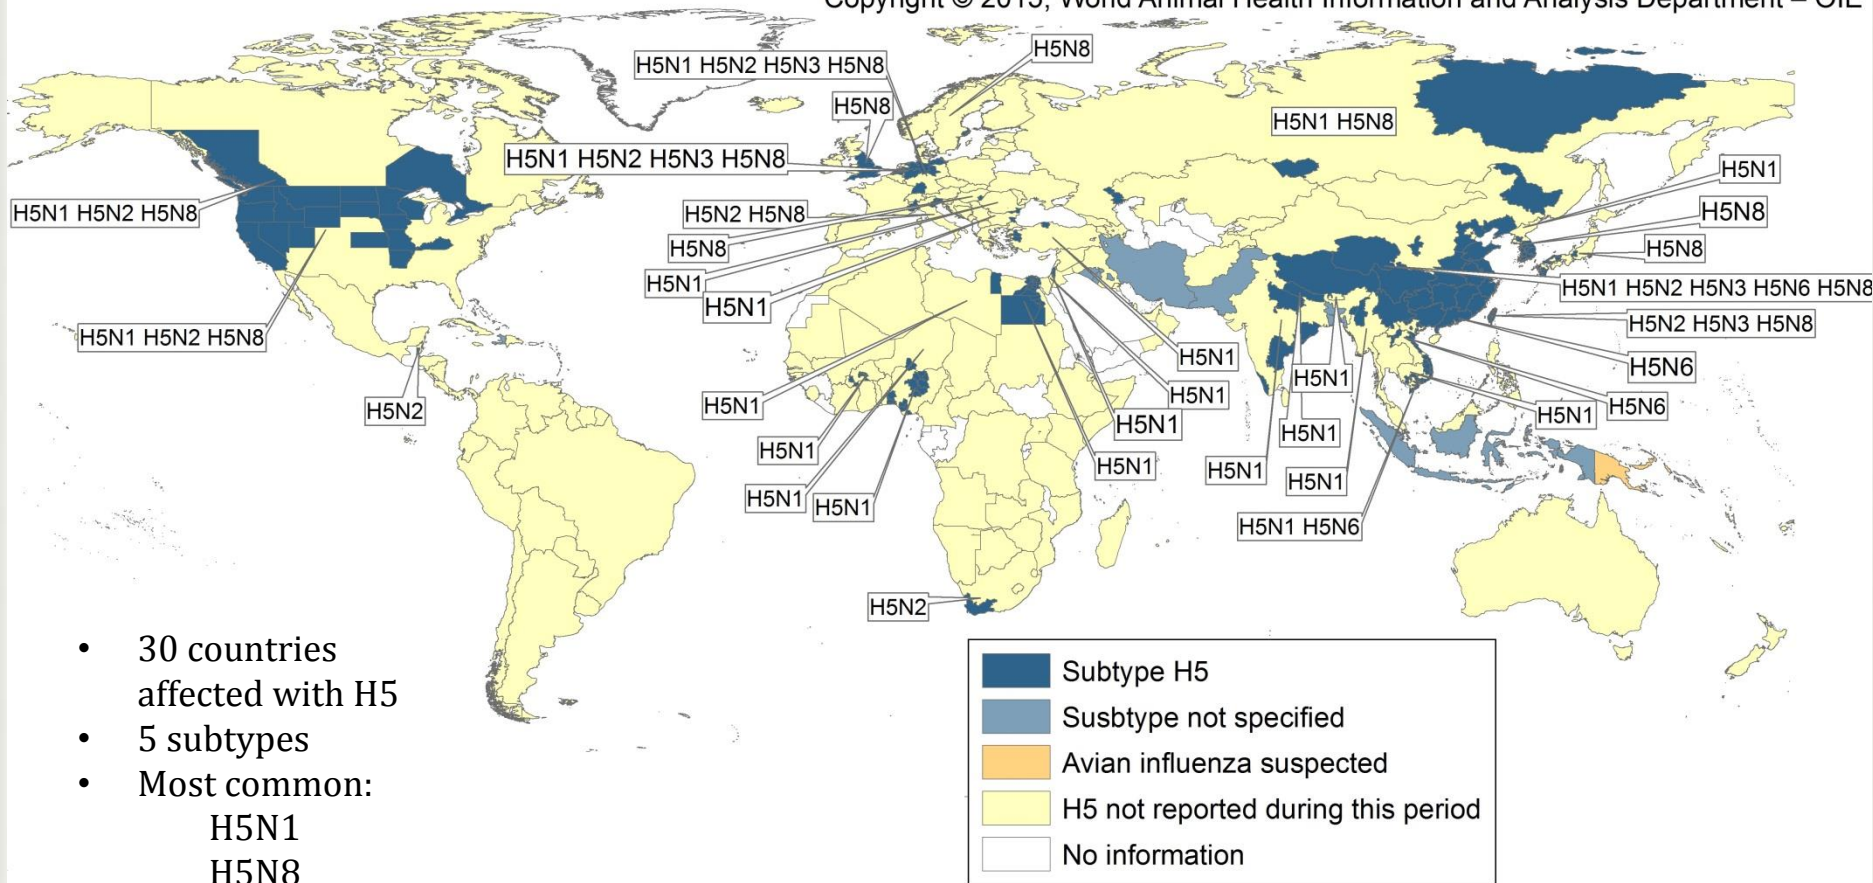 Copyright © 2015, World Animal Health Information and Analysis Department – OIE
H5N8
H5N1 H5N2 H5N3 H5N8
H5N8
H5N1 H5N8
H5N1 H5N2 H5N3 H5N8
H5N1
H5N1 H5N2 H5N8
H5N2 H5N8
H5N8
H5N8
H5N8
H5N1
H5N1 H5N2 H5N3 H5N6 H5N8
H5N1
H5N2 H5N3 H5N8
H5N1 H5N2 H5N8
H5N1
H5N6
H5N1
H5N1
H5N2
H5N1
H5N6
H5N1
H5N1
H5N1
H5N1
H5N1
H5N1
H5N1
H5N1
H5N1
H5N1
H5N1 H5N6
H5N2
• 30 countries
affected with H5
• 5 subtypes
• Most common:
H5N1
H5N8
Subtype H5
Susbtype not specified
Avian influenza suspected
H5 not reported during this period
No information